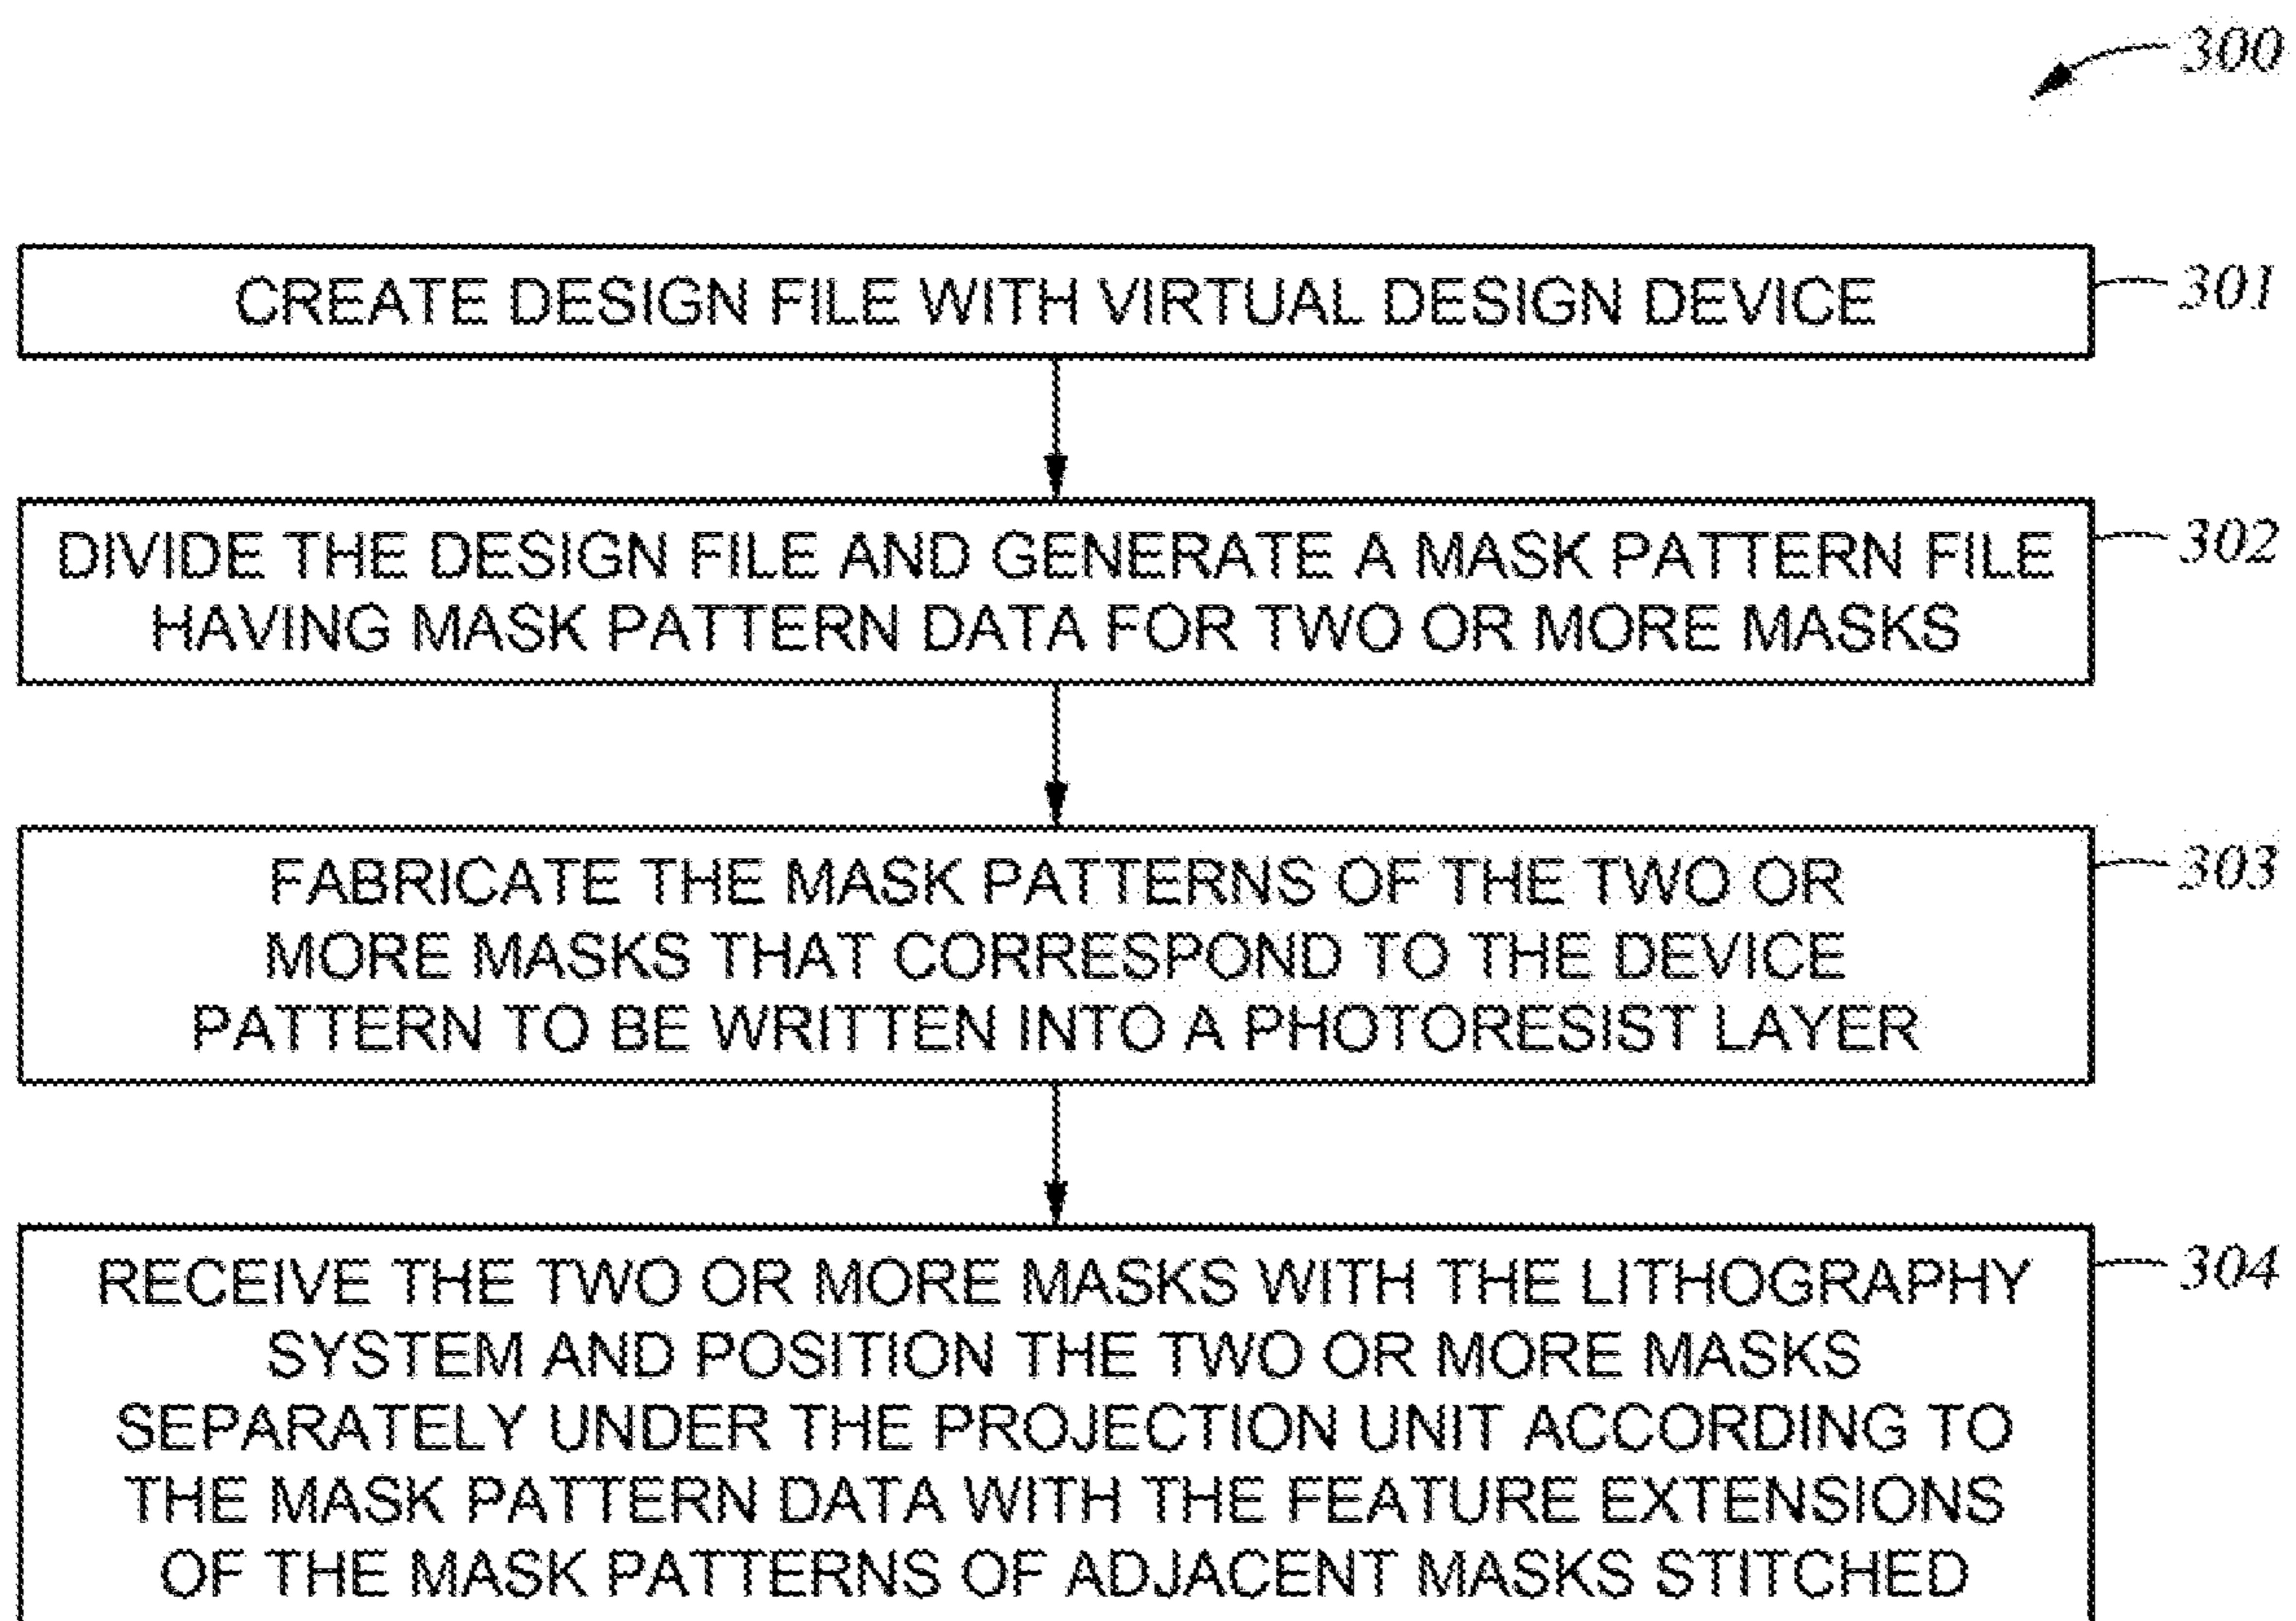 300
CREATE DESIGN FILE WITH VIRTUAL DESIGN DEVICE
301
DIVIDE THE DESIGN FILE AND GENERATE A MASK PATTERN FILE
HAVING MASK PATTERN DATA FOR TWO OR MORE MASKS
302
FABRICATE THE MASK PATTERNS OF THE TWO OR
MORE MASKS THAT CORRESPOND TO THE DEVICE
PATTERN TO BE WRITTEN INTO A PHOTORESIST LAYER
303
RECEIVE THE TWO OR MORE MASKS WITH THE LITHOGRAPHY
SYSTEM AND POSITION THE TWO OR MORE MASKS
SEPARATELY UNDER THE PROJECTION UNIT ACCORDING TO
THE MASK PATTERN DATA WITH THE FEATURE EXTENSIONS
OF THE MASK PATTERNS OF ADJACENT MASKS STITCHED
304